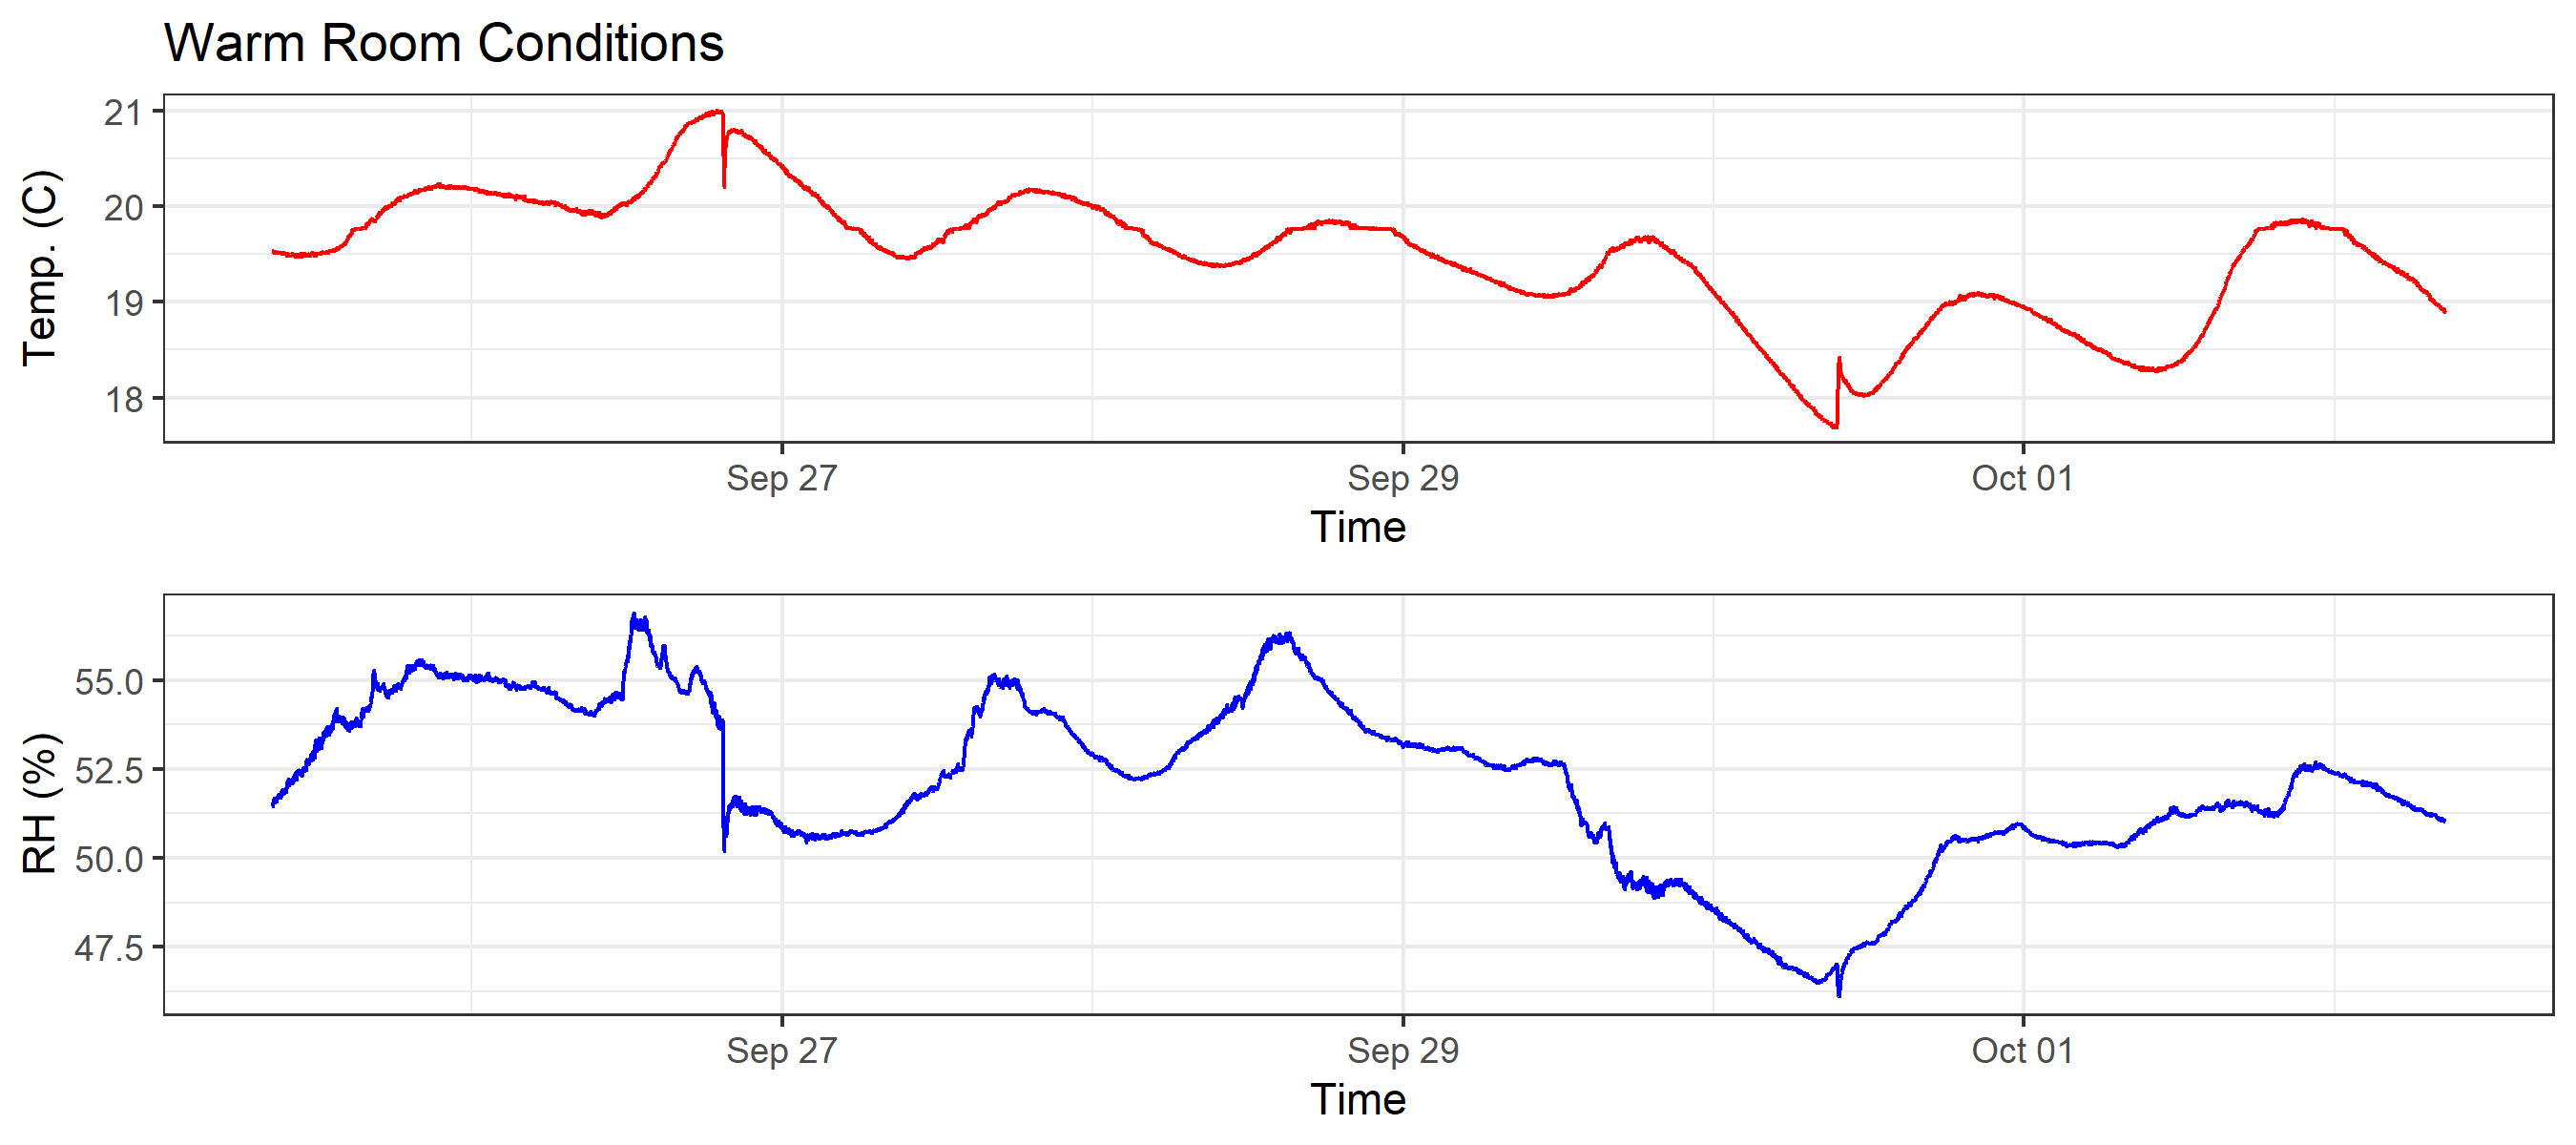 Warm Room Conditions
Temp. (C)
21
20
19
18
Sep 27
Sep 29
Oct 01
Time
RH (%)
55.0
52.5
50.0
47.5
Sep 27
Sep 29
Oct 01
Time